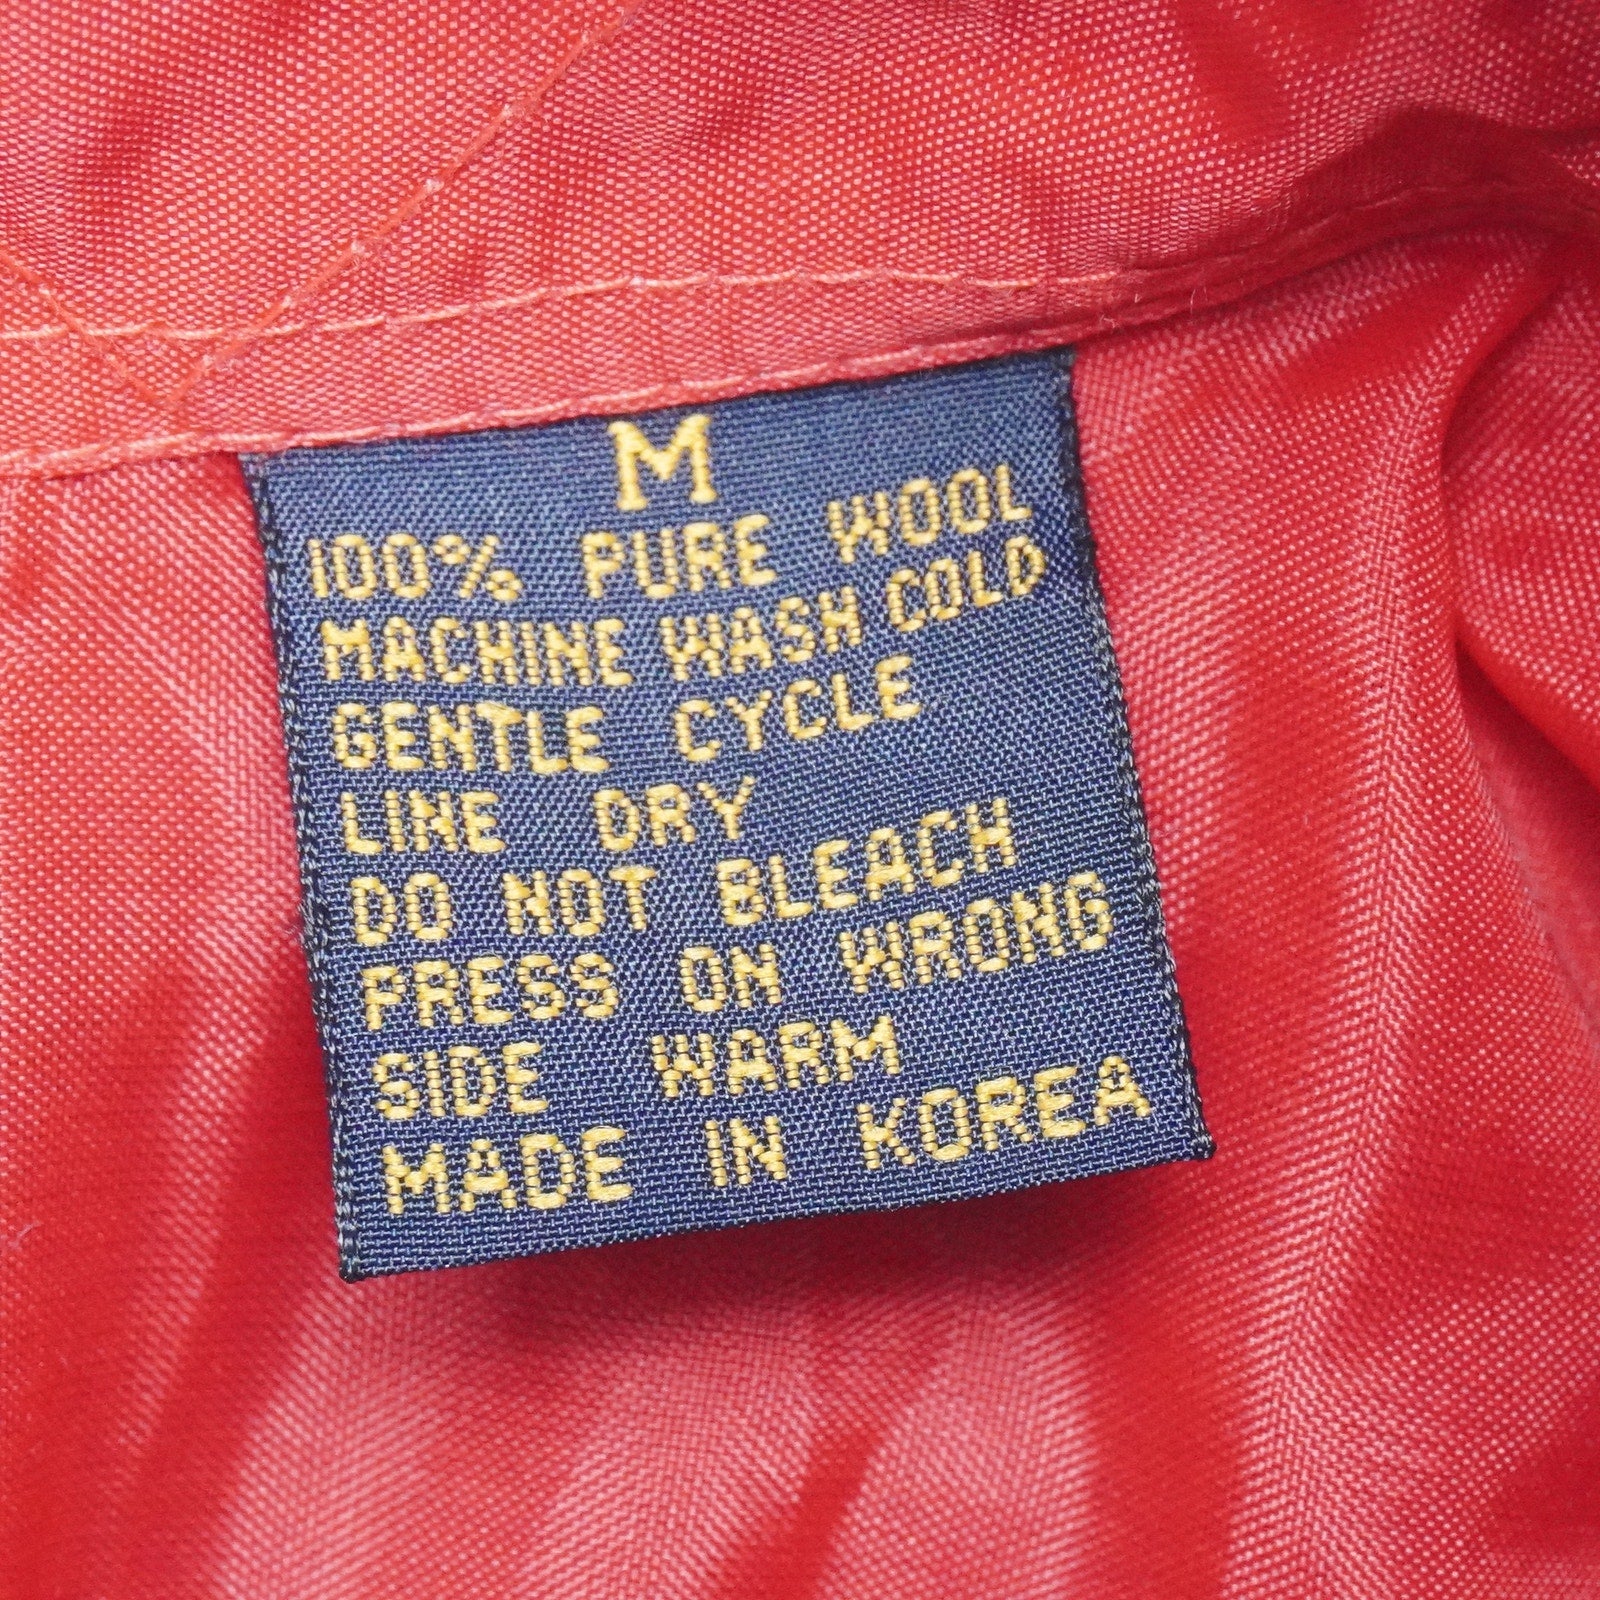 M
100% PURE WOOL
MACHINE WASH COLD
GENTLE CYCLE
LINE DRY
DO NOT BLEACH
PRESS ON WRONG
SIDE WARM
MADE IN KOREA